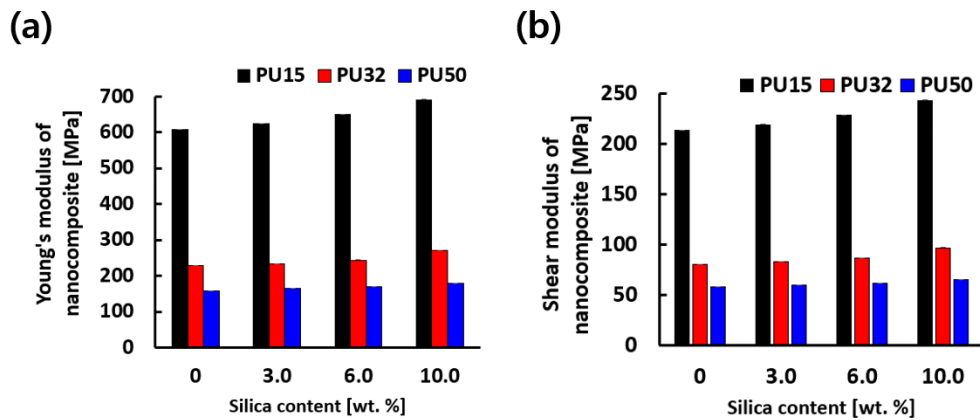 (a)
PU15 PU32 PU50
Young's modulus of
nanocomposite [MPa]
700
600
500
400
300
200
100
0
0 3.0 6.0 10.0
Silica content [wt. %]
(b)
PU15 PU32 PU50
Shear modulus of
nanocomposite [MPa]
250
200
150
100
50
0
0 3.0 6.0 10.0
Silica content [wt. %]